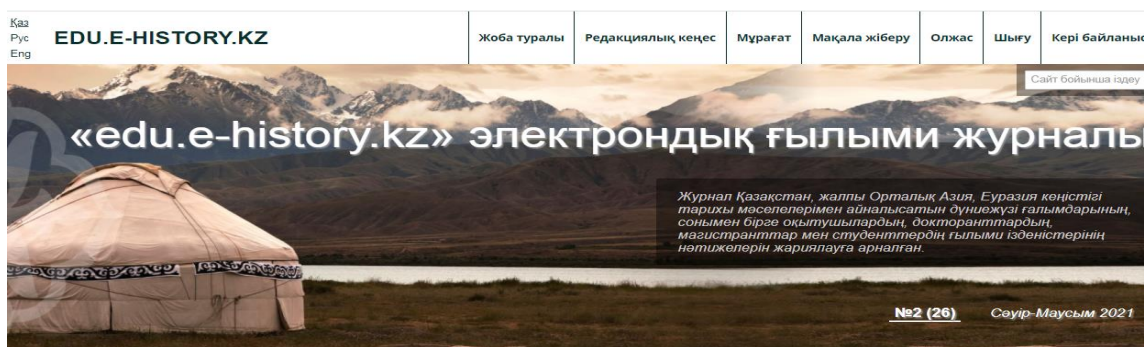 Қаз
Рус
Eng
EDU.E-HISTORY.KZ
Жоба туралы
Редакциялық кеңес
Мұрағат
Мақала жіберу
Олжас
Шығу
Кері байланыс
Сайт бойынша іздеу
«edu.e-history.kz» электрондық ғылыми журналы
Журнал Қазақстан, жалпы Орталық Азия, Еуразия кеңістігі
тарихы мәселелерімен айналысатын дүниежүзі ғалымдарының,
сонымен бірге оқытушылардың, докторанттардың,
магистранттар мен студенттердің ғылыми ізденістерінің
нәтижелерін жариялауға арналған.
№2 (26) Сәуір-Маусым 2021